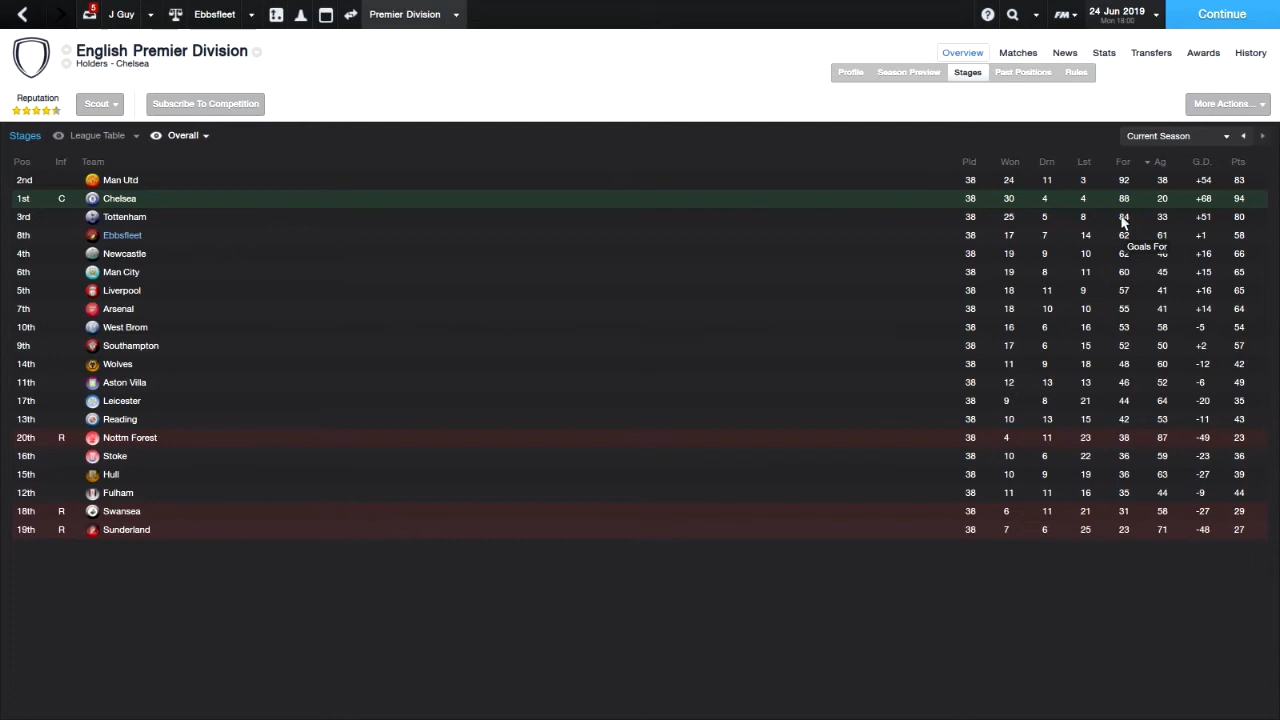 5 J Guy Ebbsfleet Premier Division FM 24 Jun 2019 Mon 18:00 Continue
English Premier Division
Holders - Chelsea
Overview Matches News Stats Transfers Awards History
Profile Season Preview Stages Past Positions Rules
Reputation Scout Subscribe To Competition More Actions...
Stages League Table Overall Current Season
Pos Inf Team Pld Won Drn Lst For Ag G.D. Pts
2nd Man Utd 38 24 11 3 92 38 +54 83
1st C Chelsea 38 30 4 4 88 20 +68 94
3rd Tottenham 38 25 5 8 84 33 +51 80
8th Ebbsfleet 38 17 7 14 62 61 +1 58
Goals For
4th Newcastle 38 19 9 10 62 +16 66
6th Man City 38 19 8 11 60 45 +15 65
5th Liverpool 38 18 11 9 57 41 +16 65
7th Arsenal 38 18 10 10 55 41 +14 64
10th West Brom 38 16 6 16 53 58 -5 54
9th Southampton 38 17 6 15 52 50 +2 57
14th Wolves 38 11 9 18 48 60 -12 42
11th Aston Villa 38 12 13 13 46 52 -6 49
17th Leicester 38 9 8 21 44 64 -20 35
13th Reading 38 10 13 15 42 53 -11 43
20th R Nottm Forest 38 4 11 23 38 87 -49 23
16th Stoke 38 10 6 22 36 59 -23 36
15th Hull 38 10 9 19 36 63 -27 39
12th Fulham 38 11 11 16 35 44 -9 44
18th R Swansea 38 6 11 21 31 58 -27 29
19th R Sunderland 38 7 6 25 23 71 -48 27